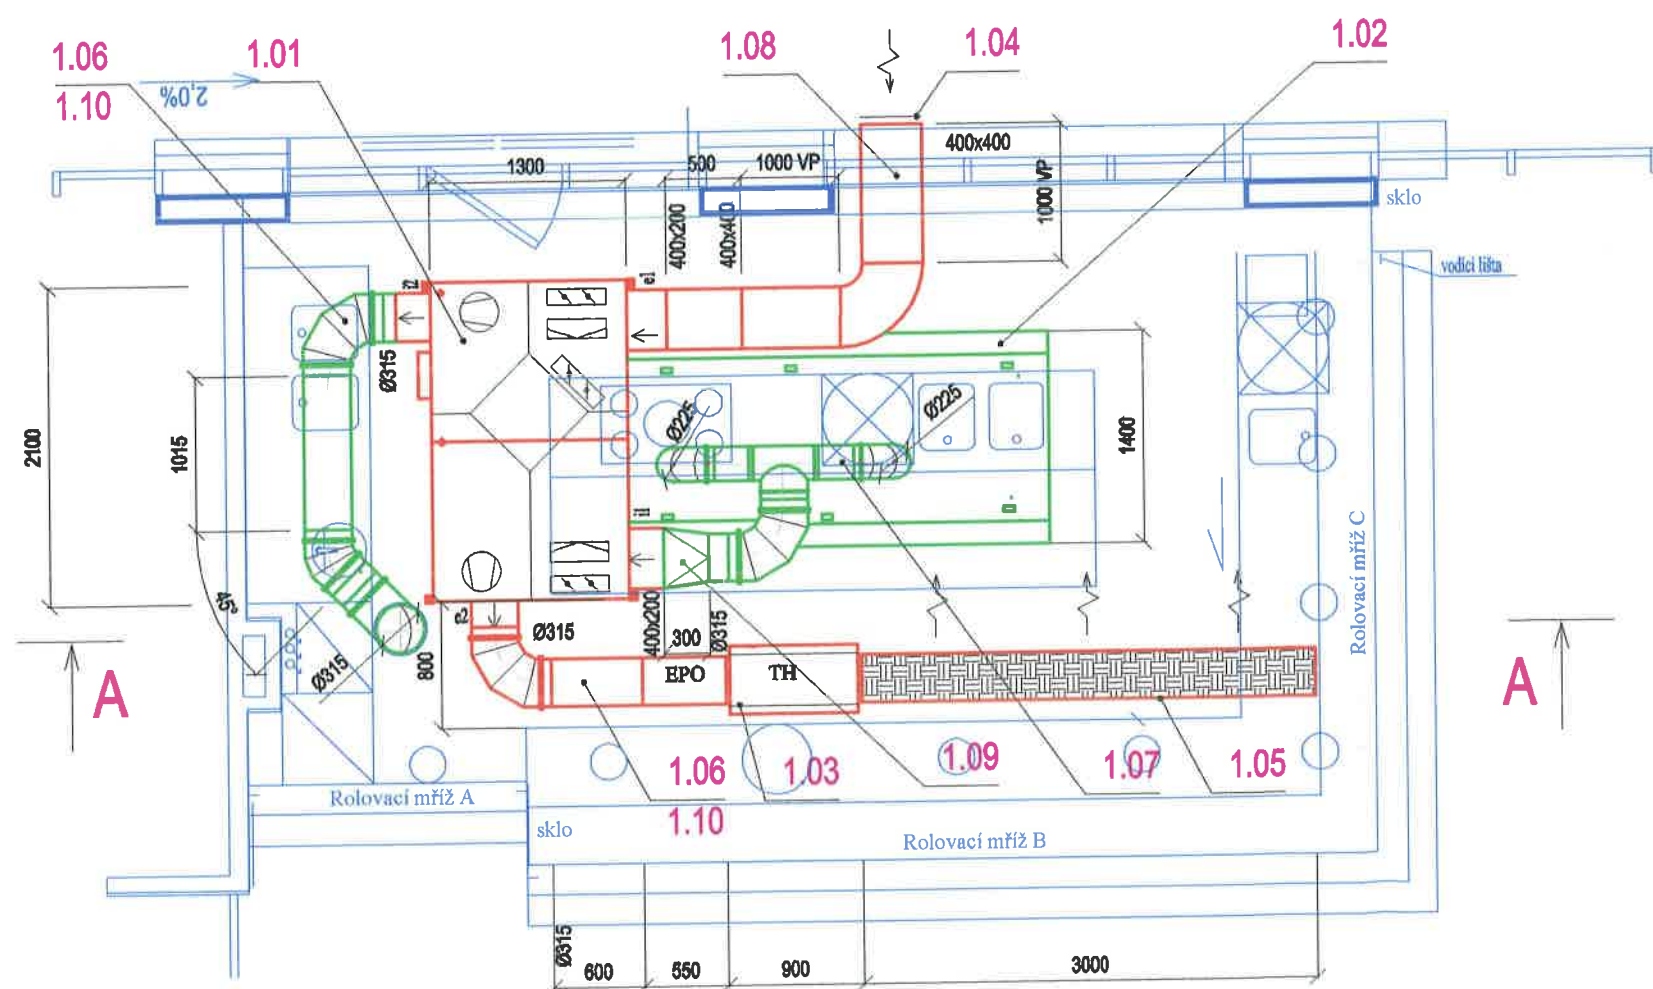 1.06
1.01
1.08
1.04
1.02
1.10
2,0%
400x400
1300
500
1000 VP
1000 VP
sklo
400x200
400x400
vodící lišta
i2
e1
Ø315
2100
1015
Ø225
Ø225
1400
i1
Rolovací mříž C
45°
Ø315
800
Ø315
400x200
300
Ø315
EPO
TH
A
A
1.06
1.10
1.03
1.09
1.07
1.05
Rolovací mříž A
sklo
Rolovací mříž B
Ø315
600
550
900
3000